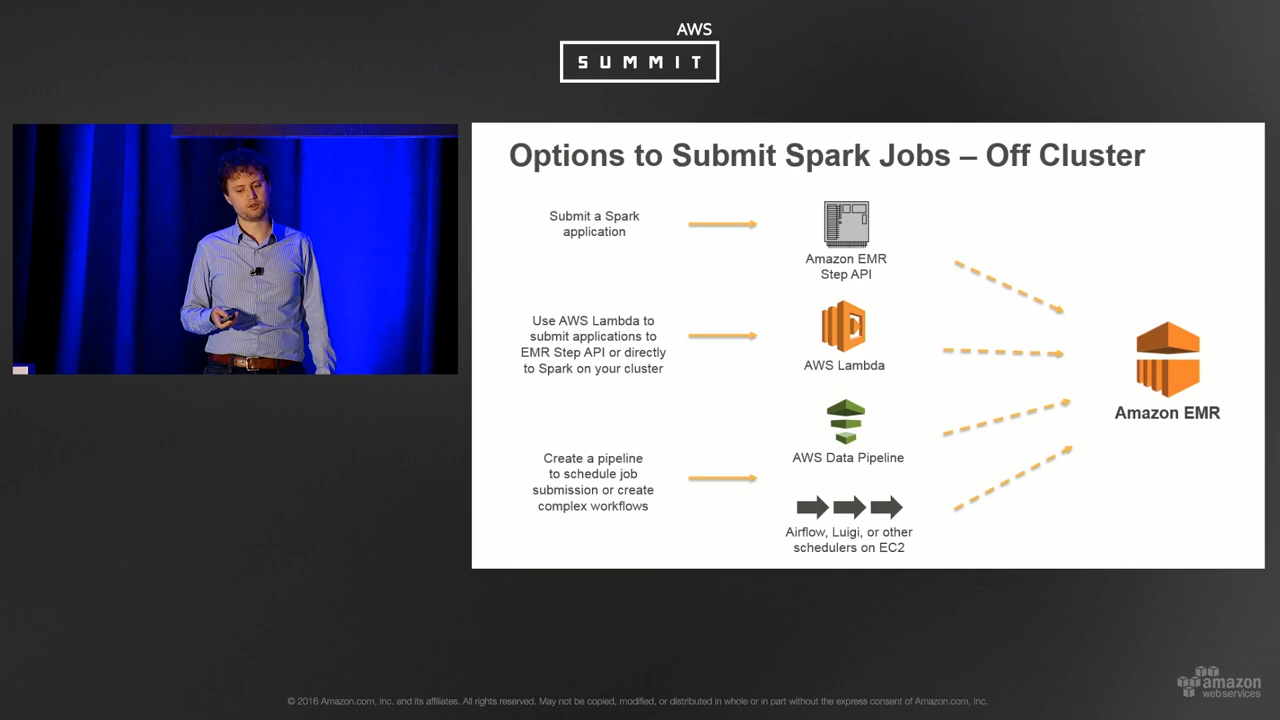 AWS
SUMMIT
Options to Submit Spark Jobs – Off Cluster
Submit a Spark
application
Amazon EMR
Step API
Use AWS Lambda to
submit applications to
EMR Step API or directly
to Spark on your cluster
AWS Lambda
Create a pipeline
to schedule job
submission or create
complex workflows
AWS Data Pipeline
Airflow, Luigi, or other
schedulers on EC2
Amazon EMR
amazon
web services
© 2016 Amazon.com, Inc. and its affiliates. All rights reserved. May not be copied, modified, or distributed in whole or in part without the express consent of Amazon.com, Inc.